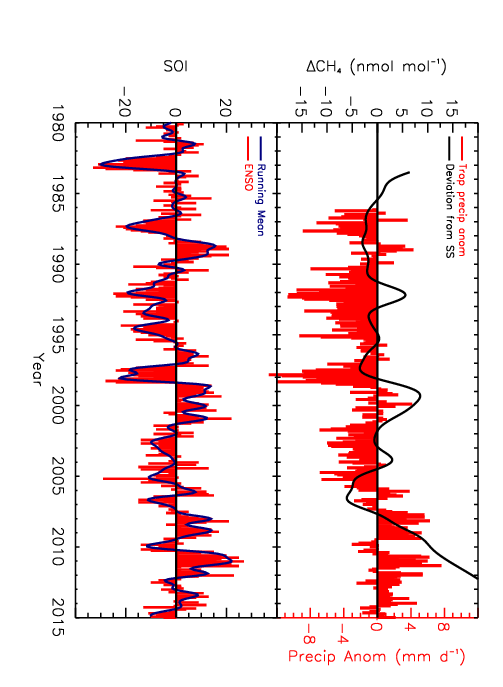 SOI
ΔCH₄ (nmol mol⁻¹)
−20 0 20
−15 −10 −5 0 5 10 15
Trop precip anom
Deviation from SS
Running Mean
ENSO
1980 1985 1990 1995 2000 2005 2010 2015
Year
−8 −4 0 4 8
Precip Anom (mm d⁻¹)